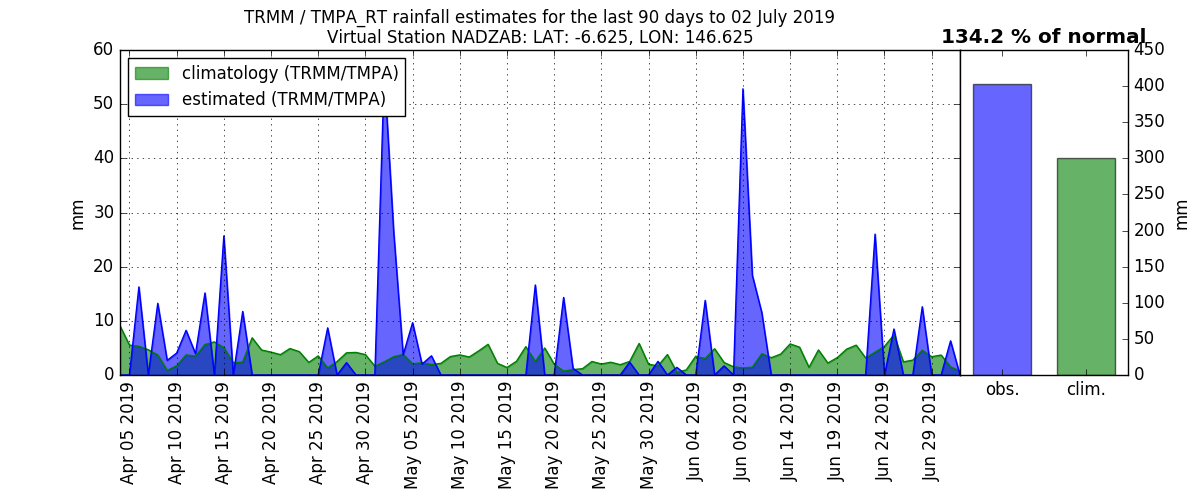 TRMM / TMPA_RT rainfall estimates for the last 90 days to 02 July 2019
Virtual Station NADZAB: LAT: -6.625, LON: 146.625
134.2 % of normal
climatology (TRMM/TMPA)
estimated (TRMM/TMPA)
60
50
40
30
20
10
0
mm
Apr 05 2019
Apr 10 2019
Apr 15 2019
Apr 20 2019
Apr 25 2019
Apr 30 2019
May 05 2019
May 10 2019
May 15 2019
May 20 2019
May 25 2019
May 30 2019
Jun 04 2019
Jun 09 2019
Jun 14 2019
Jun 19 2019
Jun 24 2019
Jun 29 2019
obs.
clim.
450
400
350
300
250
200
150
100
50
0
mm